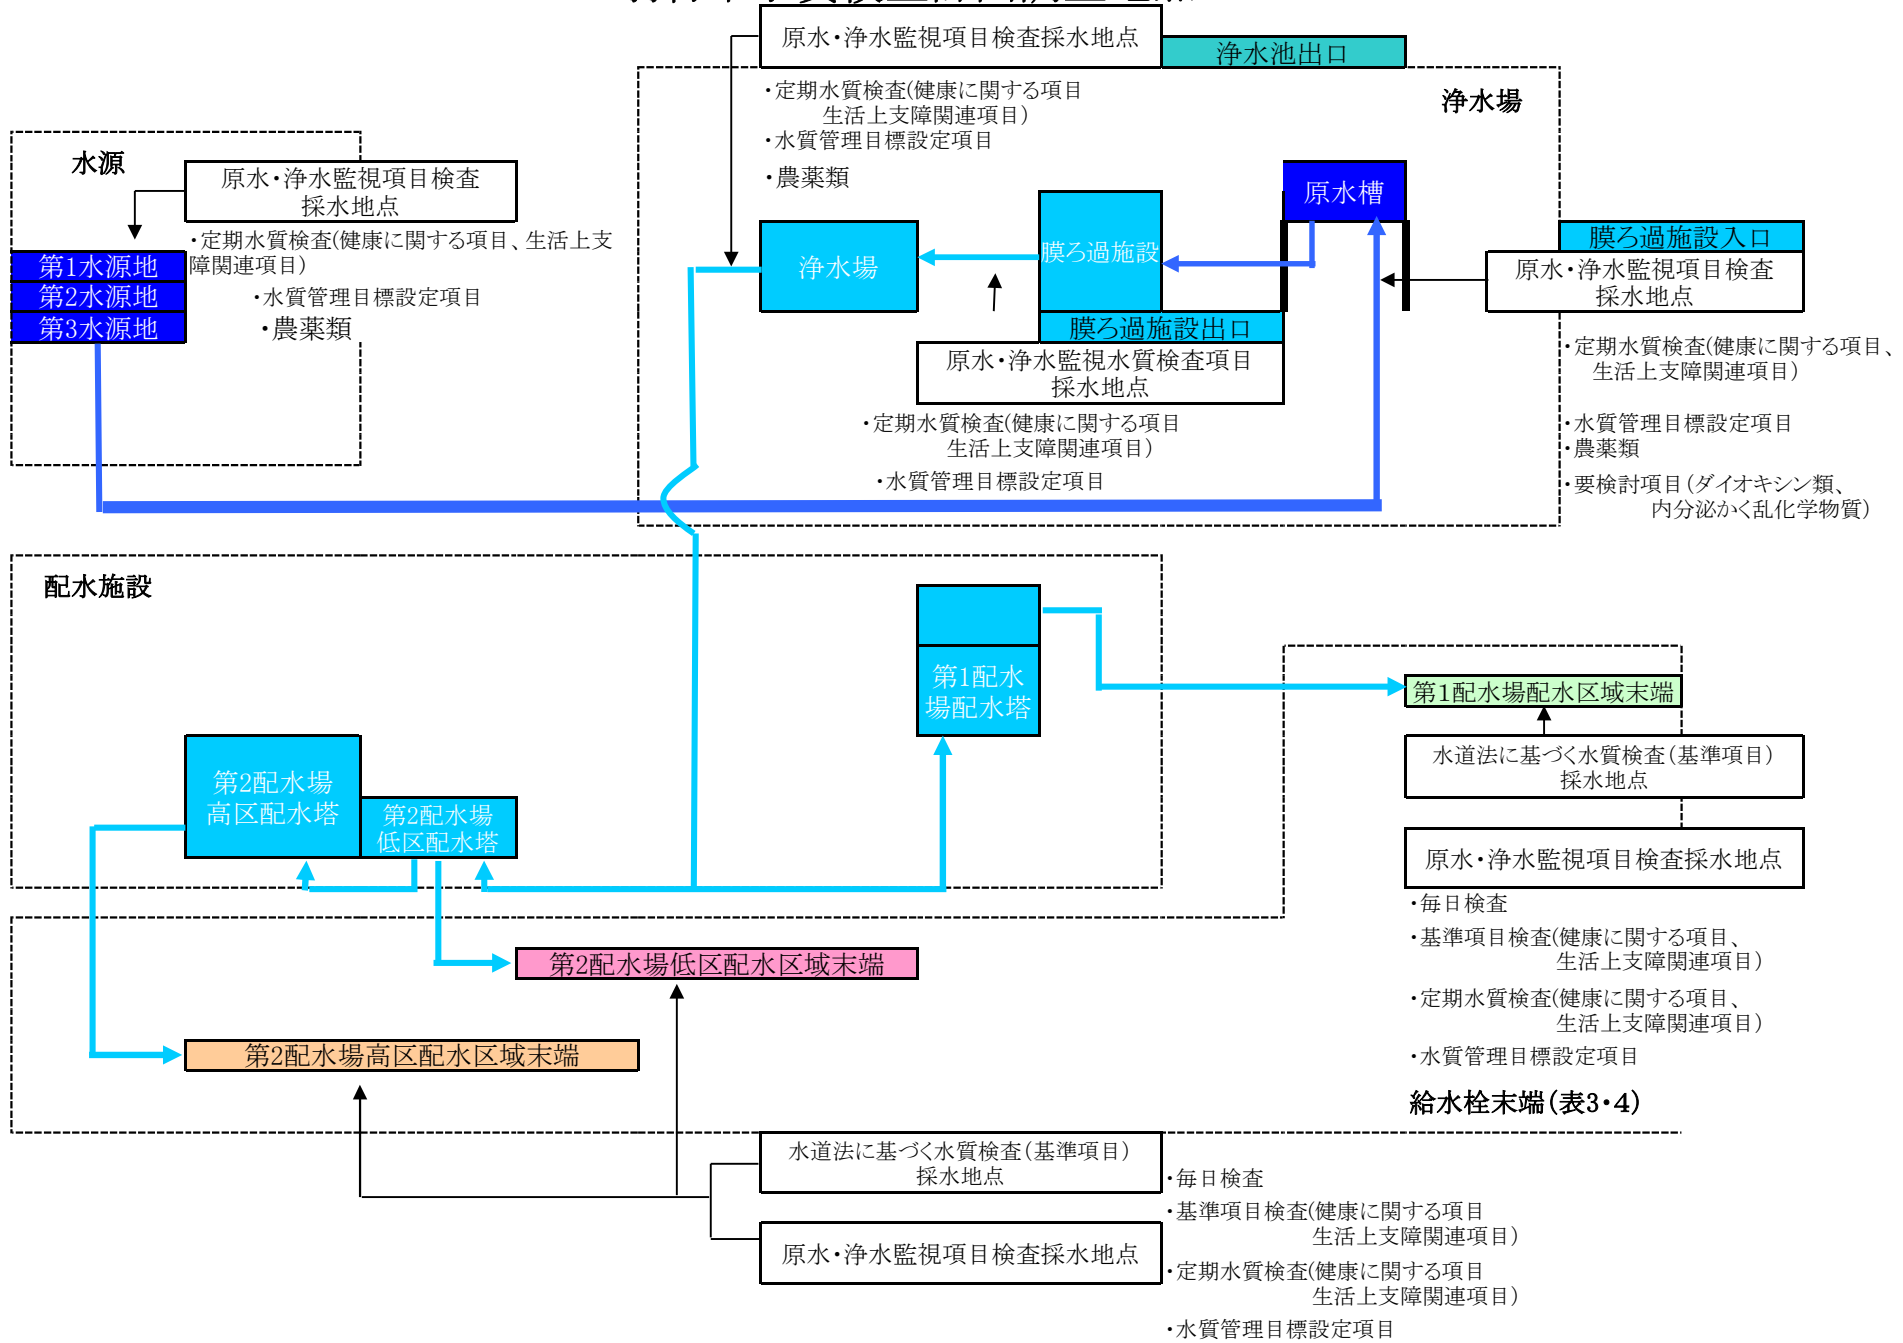 原水・浄水監視項目検査採水地点
浄水池出口
浄水場
・定期水質検査(健康に関する項目
生活上支障関連項目)
・水質管理目標設定項目
・農薬類
水源
原水・浄水監視項目検査
採水地点
・定期水質検査(健康に関する項目、生活上支
障関連項目)
・水質管理目標設定項目
・農薬類
第1水源地
第2水源地
第3水源地
原水槽
膜ろ過施設
浄水場
膜ろ過施設出口
原水・浄水監視水質検査項目
採水地点
・定期水質検査(健康に関する項目
生活上支障関連項目)
・水質管理目標設定項目
膜ろ過施設入口
原水・浄水監視項目検査
採水地点
・定期水質検査(健康に関する項目、
生活上支障関連項目)
・水質管理目標設定項目
・農薬類
・要検討項目(ダイオキシン類、
内分泌かく乱化学物質)
配水施設
第1配水
場配水塔
第2配水場
高区配水塔
第2配水場
低区配水塔
第1配水場配水区域末端
水道法に基づく水質検査(基準項目)
採水地点
原水・浄水監視項目検査採水地点
・毎日検査
・基準項目検査(健康に関する項目、
生活上支障関連項目)
・定期水質検査(健康に関する項目、
生活上支障関連項目)
・水質管理目標設定項目
給水栓末端(表3・4)
第2配水場低区配水区域末端
第2配水場高区配水区域末端
水道法に基づく水質検査(基準項目)
採水地点
原水・浄水監視項目検査採水地点
・毎日検査
・基準項目検査(健康に関する項目
生活上支障関連項目)
・定期水質検査(健康に関する項目
生活上支障関連項目)
・水質管理目標設定項目